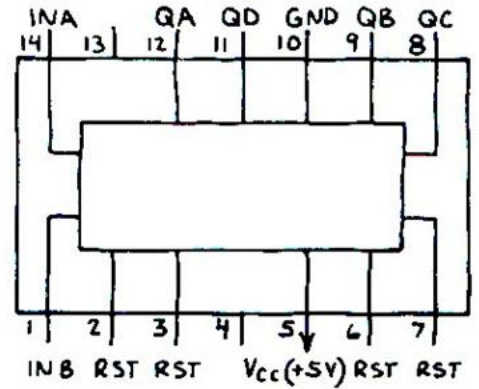 INA QA QD GND QB QC
14 13 12 11 10 9 8
1 2 3 4 5 6 7
INB RST RST Vcc(+5V) RST RST